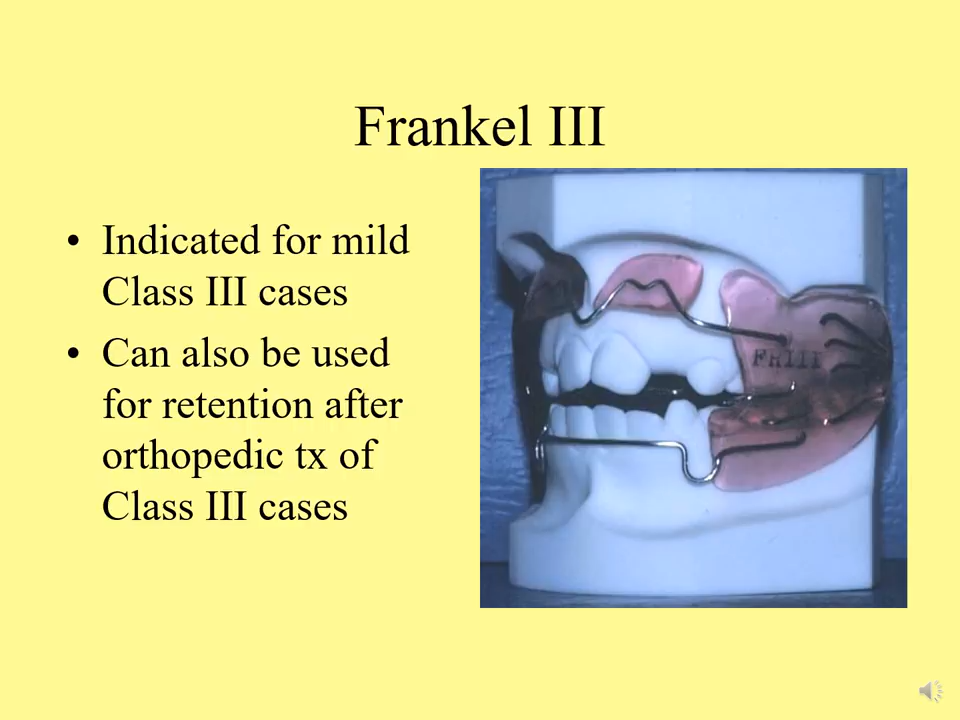 Frankel III
• Indicated for mild
Class III cases
• Can also be used
for retention after
orthopedic tx of
Class III cases
FRIII